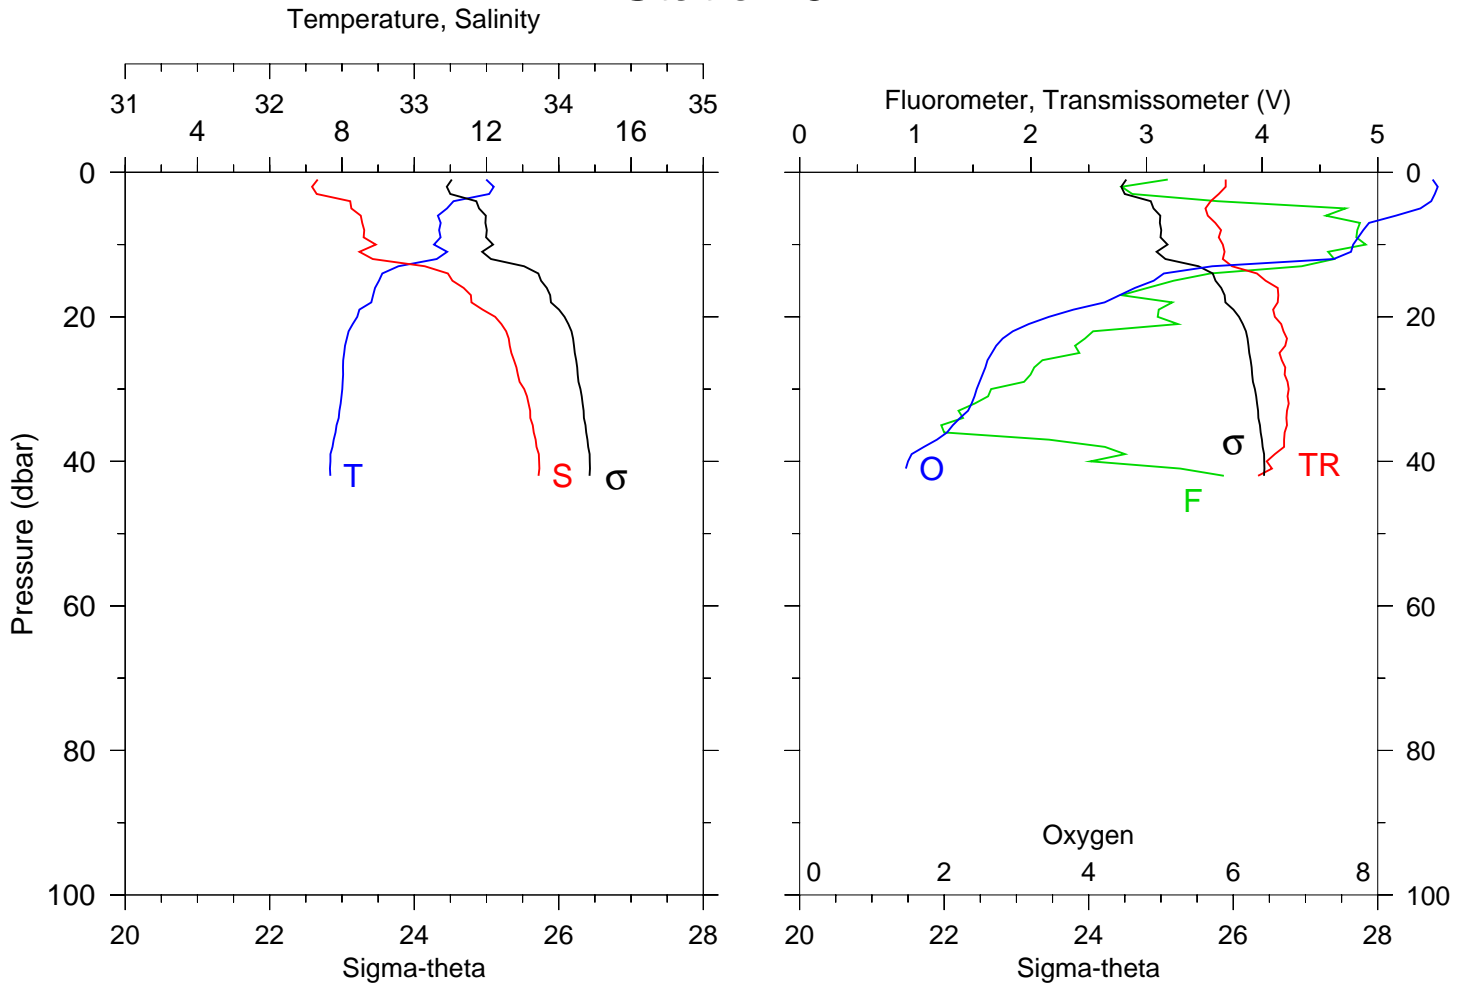 Temperature, Salinity
31 32 33 34 35
4 8 12 16
Fluorometer, Transmissometer (V)
0 1 2 3 4 5
0 0
20 20
40 40
60 60
80 80
100 100
Pressure (dbar)
T S σ
O F σ TR
Oxygen
0 2 4 6 8
20 22 24 26 28
Sigma-theta
20 22 24 26 28
Sigma-theta